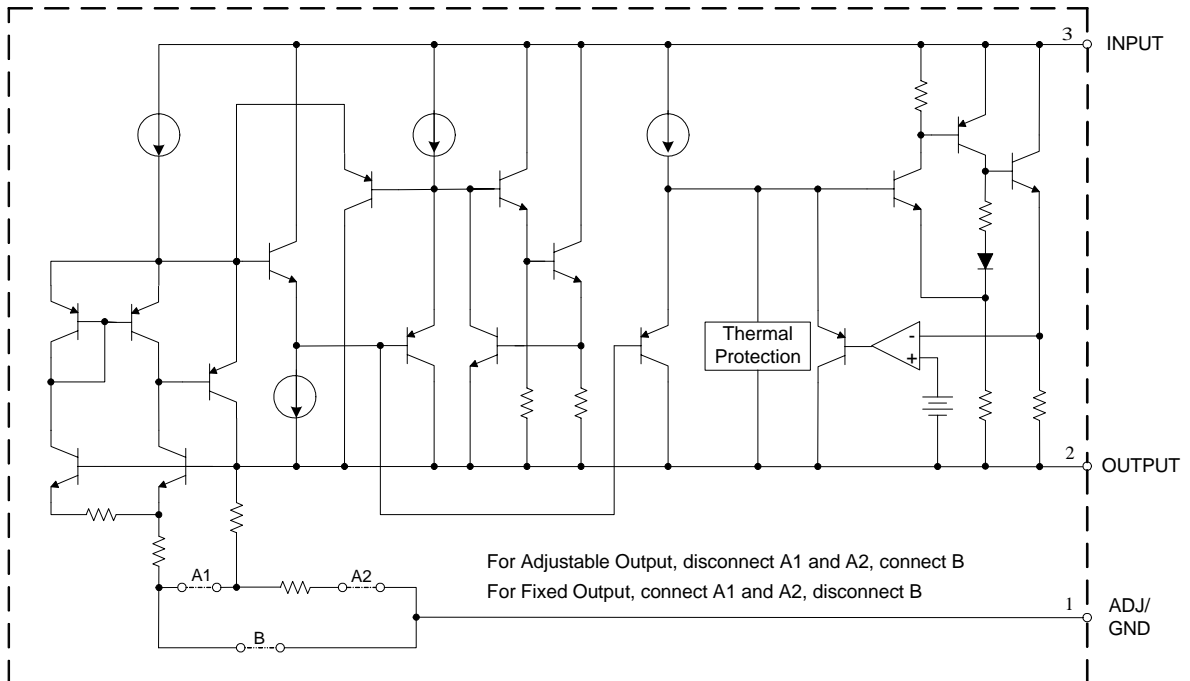 3
INPUT
Thermal
Protection
-
+
2
OUTPUT
For Adjustable Output, disconnect A1 and A2, connect B
A1
A2
For Fixed Output, connect A1 and A2, disconnect B
1
ADJ/
GND
B